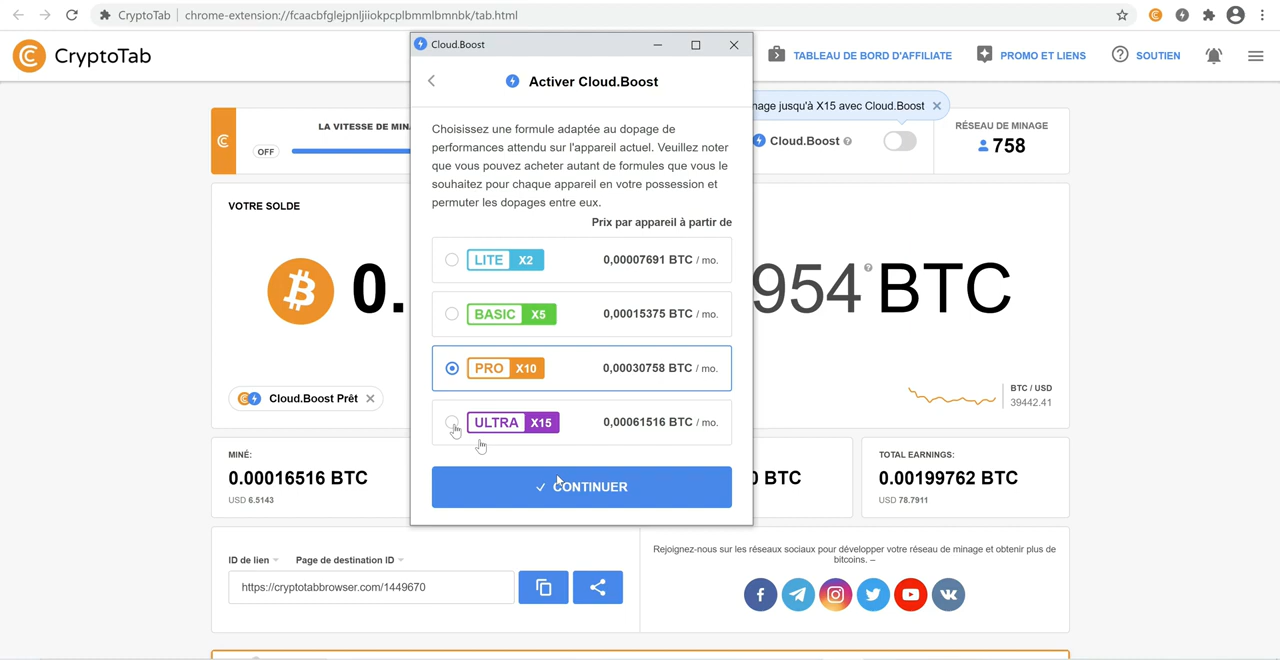 CryptoTab
chrome-extension://fcaacbfglejpnljiiokpcplbmmlbmnbk/tab.html
CryptoTab
TABLEAU DE BORD D'AFFILIATE
PROMO ET LIENS
SOUTIEN
Cloud.Boost
Activer Cloud.Boost
Choisissez une formule adaptée au dopage de
performances attendu sur l'appareil actuel. Veuillez noter
que vous pouvez acheter autant de formules que vous le
souhaitez pour chaque appareil en votre possession et
permuter les dopages entre eux.
Prix par appareil à partir de
LITE X2 0,00007691 BTC / mo.
BASIC X5 0,00015375 BTC / mo.
PRO X10 0,00030758 BTC / mo.
ULTRA X15 0,00061516 BTC / mo.
CONTINUER
LA VITESSE DE
OFF
jusqu'à X15 avec Cloud.Boost
Cloud.Boost
RÉSEAU DE MINAGE
758
VOTRE SOLDE
0.
954 BTC
Cloud.Boost Prêt
BTC / USD
39442.41
MINÉ:
0.00016516 BTC
USD 6.5143
BTC
TOTAL EARNINGS:
0.00199762 BTC
USD 78.7911
ID de lien
Page de destination ID
https://cryptotabbrowser.com/1449670
Rejoignez-nous sur les réseaux sociaux pour développer votre réseau de minage et obtenir plus de
bitcoins. –